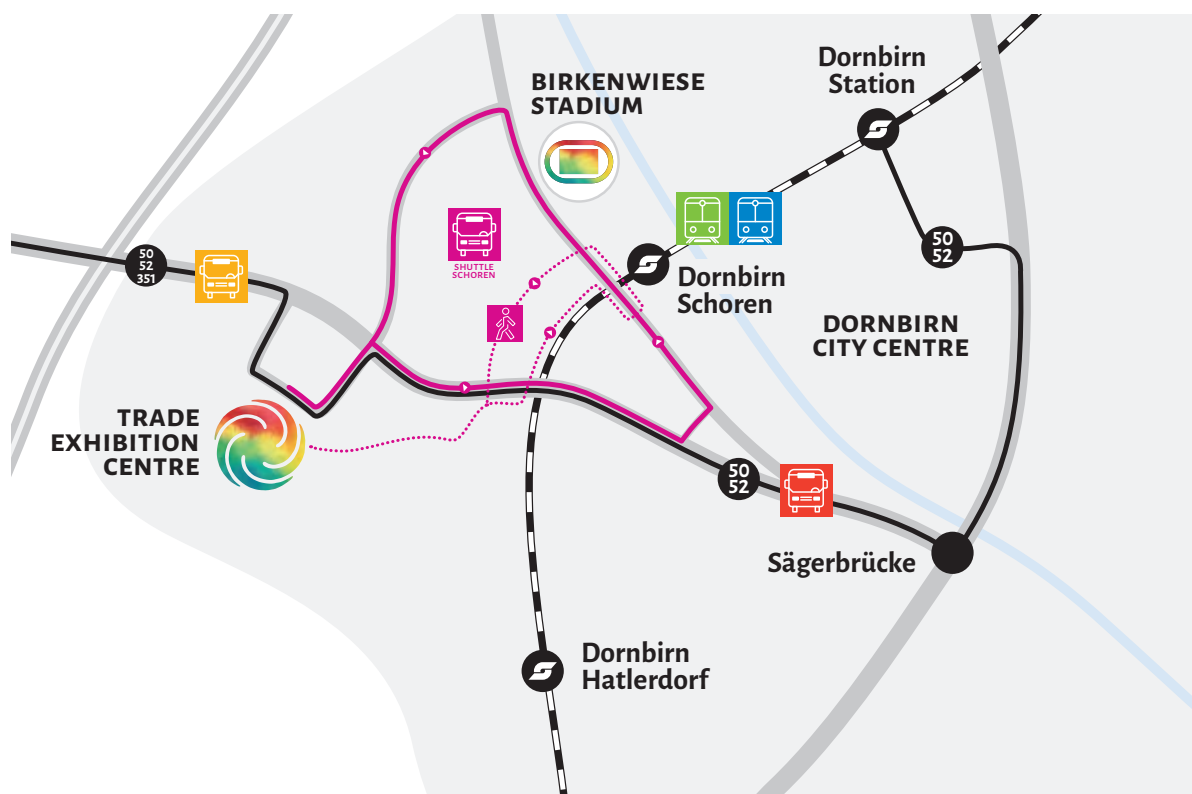 Dornbirn
Station
BIRKENWIESE
STADIUM
SHUTTLE
SCHOREN
50
52
351
50
52
Dornbirn
Schoren
DORNBIRN
CITY CENTRE
TRADE
EXHIBITION
CENTRE
50
52
Sägerbrücke
Dornbirn
Hatlerdorf